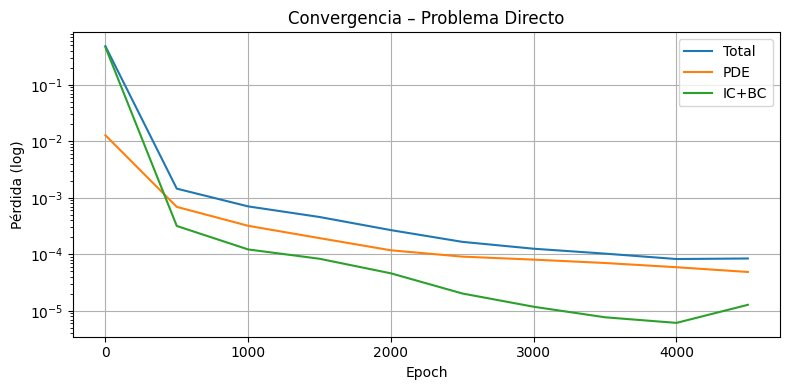 Convergencia – Problema Directo
Total
PDE
IC+BC
Pérdida (log)
10⁻¹
10⁻²
10⁻³
10⁻⁴
10⁻⁵
0
1000
2000
3000
4000
Epoch